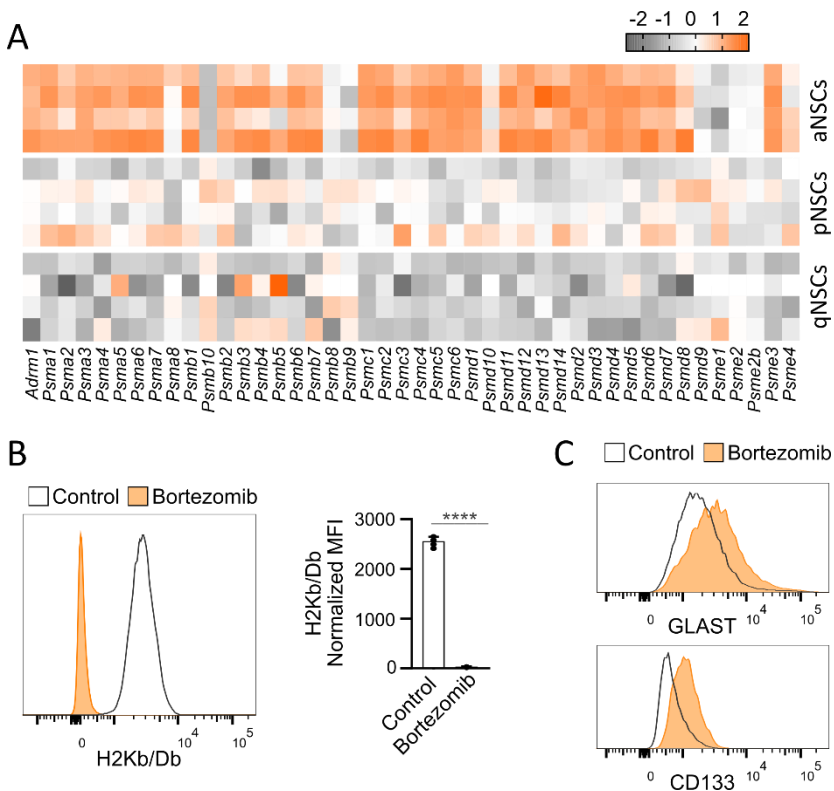 A
-2 -1 0 1 2
aNSCs
pNSCs
qNSCs
Adrm1
Psma1
Psma2
Psma3
Psma4
Psma5
Psma6
Psma7
Psma8
Psmb1
Psmb10
Psmb2
Psmb3
Psmb4
Psmb5
Psmb6
Psmb7
Psmb8
Psmb9
Psmc1
Psmc2
Psmc3
Psmc4
Psmc5
Psmc6
Psmd1
Psmd10
Psmd11
Psmd12
Psmd13
Psmd14
Psmd2
Psmd3
Psmd4
Psmd5
Psmd6
Psmd7
Psmd8
Psmd9
Psme1
Psme2
Psme2b
Psme3
Psme4
B
Control Bortezomib
0 10^4 10^5
H2Kb/Db
H2Kb/Db
Normalized MFI
3000
2000
1000
0
****
Control
Bortezomib
C
Control Bortezomib
0 10^4 10^5
GLAST
0 10^4 10^5
CD133